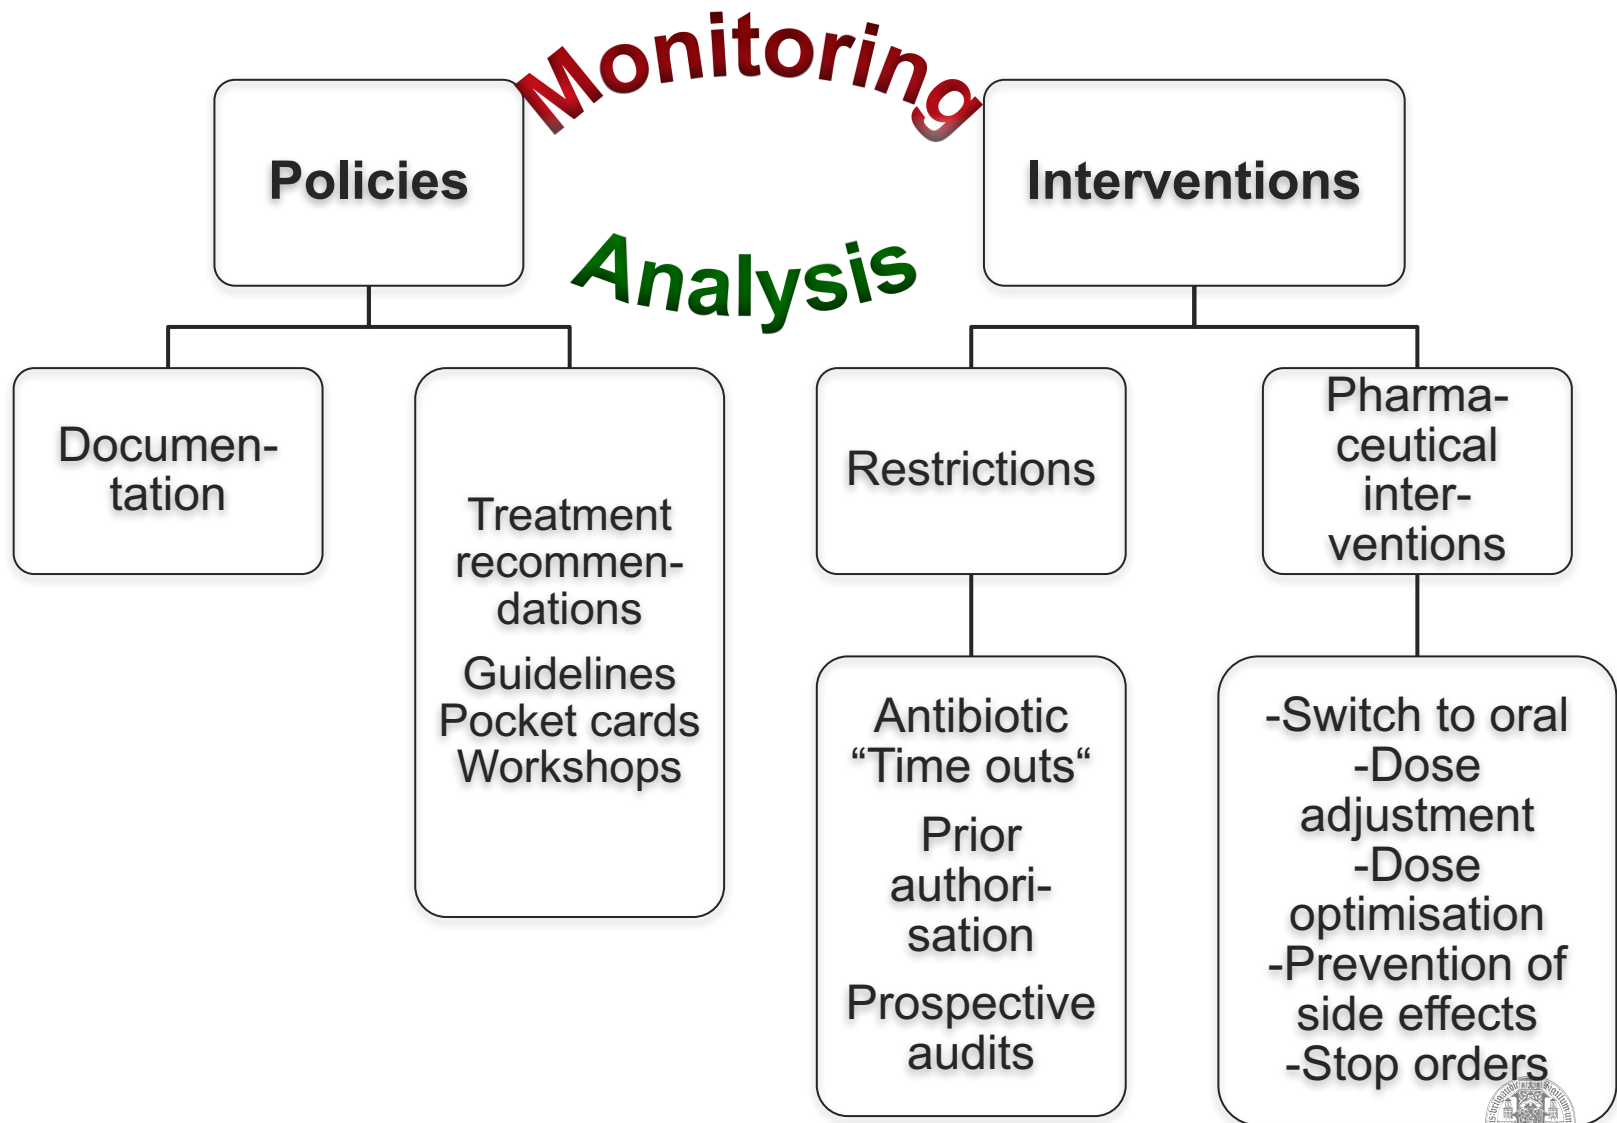 Monitoring
Policies
Interventions
Analysis
Documen-
tation
Treatment
recommen-
dations
Guidelines
Pocket cards
Workshops
Restrictions
Pharma-
ceutical
inter-
ventions
Antibiotic
“Time outs“
Prior
authori-
sation
Prospective
audits
-Switch to oral
-Dose
adjustment
-Dose
optimisation
-Prevention of
side effects
-Stop orders